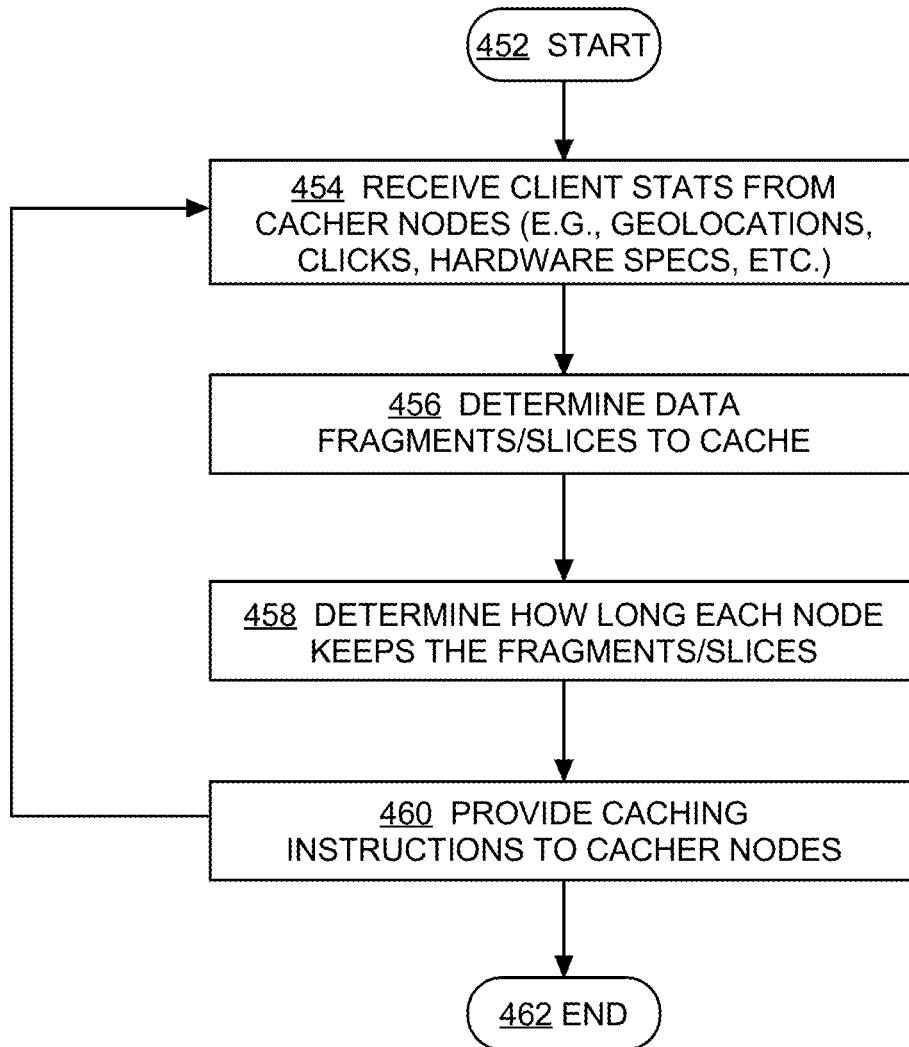 452 START
454 RECEIVE CLIENT STATS FROM
CACHER NODES (E.G., GEOLOCATIONS,
CLICKS, HARDWARE SPECS, ETC.)
456 DETERMINE DATA
FRAGMENTS/SLICES TO CACHE
458 DETERMINE HOW LONG EACH NODE
KEEPS THE FRAGMENTS/SLICES
460 PROVIDE CACHING
INSTRUCTIONS TO CACHER NODES
462 END